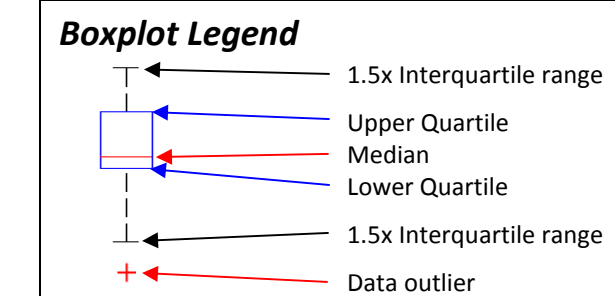 Boxplot Legend
1.5x Interquartile range
Upper Quartile
Median
Lower Quartile
1.5x Interquartile range
Data outlier